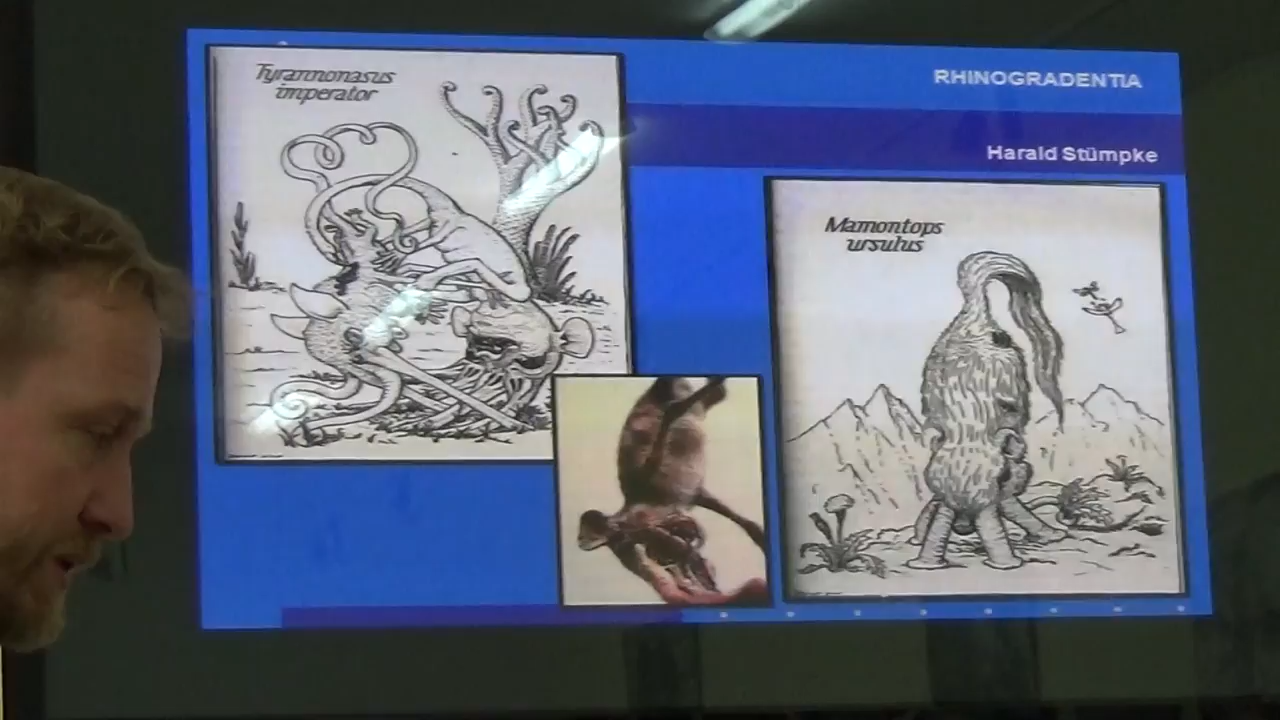 Tyrannonasus
imperator
RHINOGRADENTIA
Harald Stümpke
Mamontops
ursulus